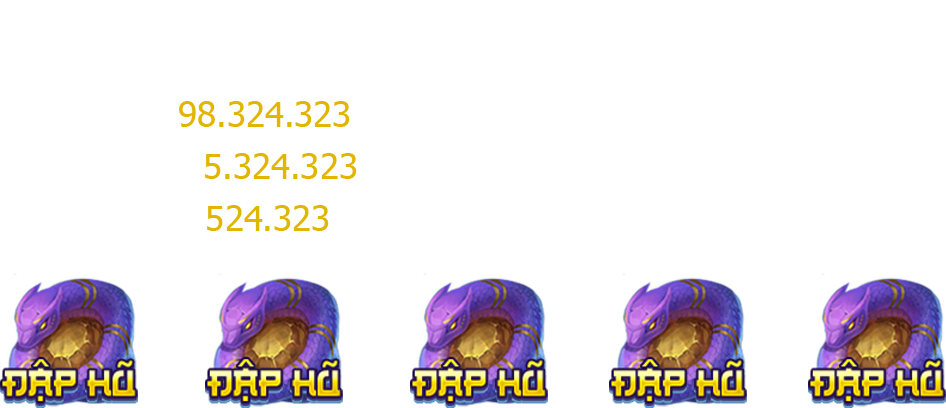 98.324.323
5.324.323
524.323
ĐẬP HŨ ĐẬP HŨ ĐẬP HŨ ĐẬP HŨ ĐẬP HŨ